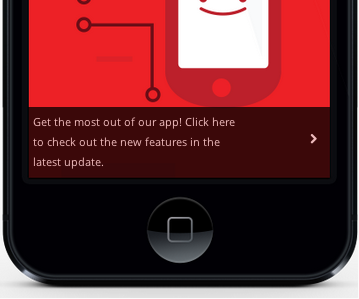 Get the most out of our app! Click here
to check out the new features in the
latest update.